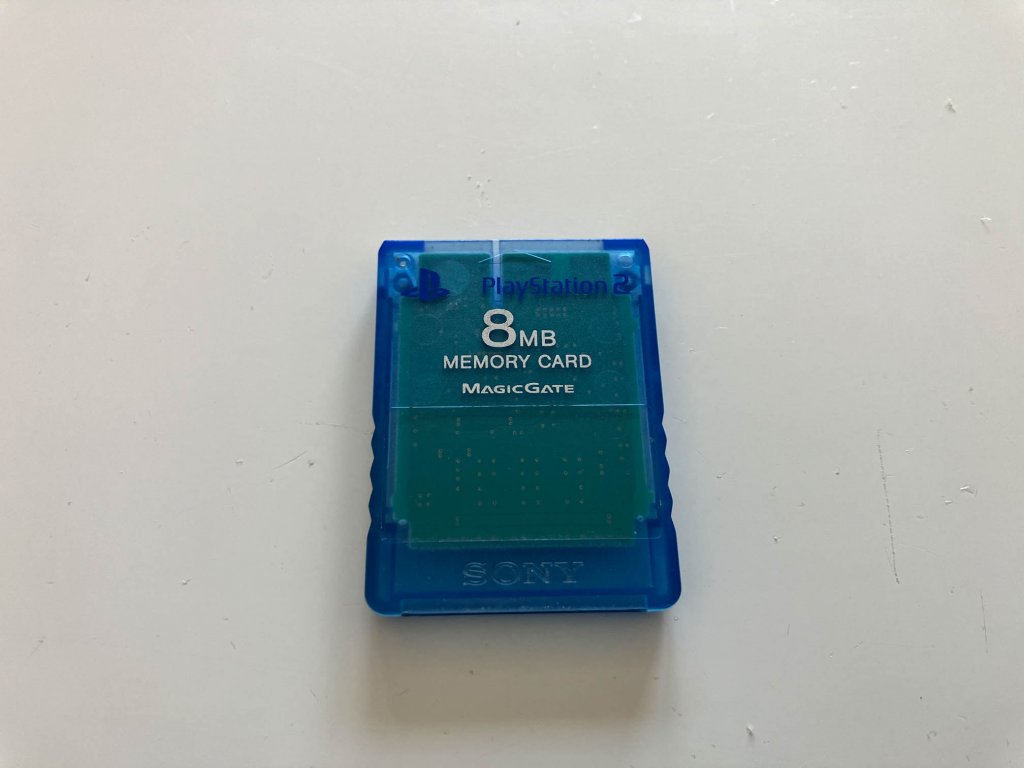 PlayStation 2
8MB
MEMORY CARD
MAGICGATE
SONY